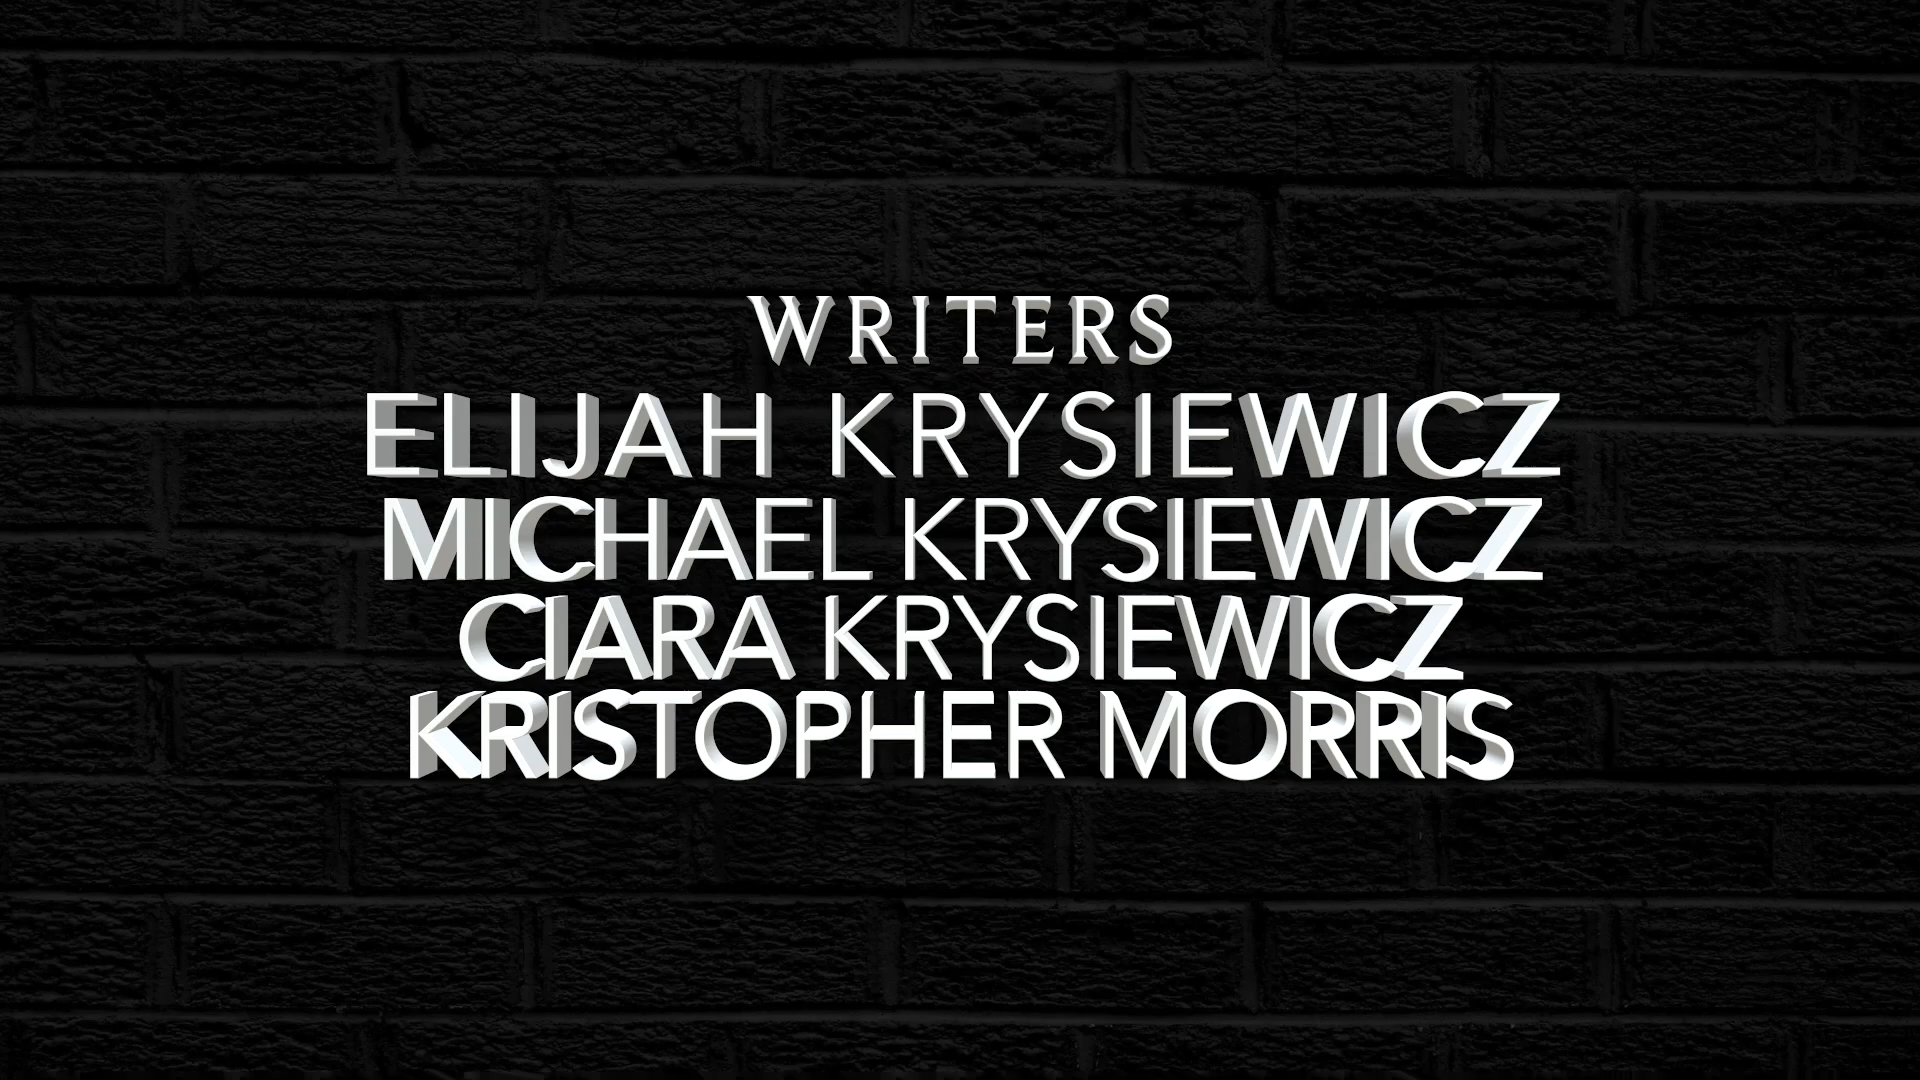 WRITERS
ELIJAH KRYSIEWICZ
MICHAEL KRYSIEWICZ
CIARA KRYSIEWICZ
KRISTOPHER MORRIS